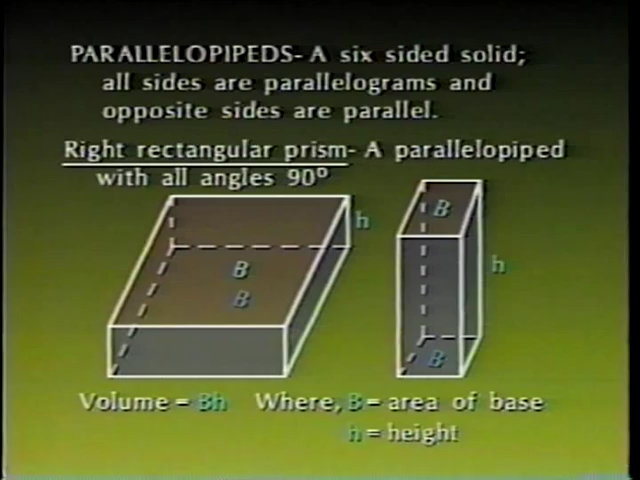 PARALLELOPIPEDS- A six sided solid;
all sides are parallelograms and
opposite sides are parallel.
Right rectangular prism- A parallelopiped
with all angles 90º
B
h
B
h
B
B
Volume = Bh Where, B = area of base
h = height